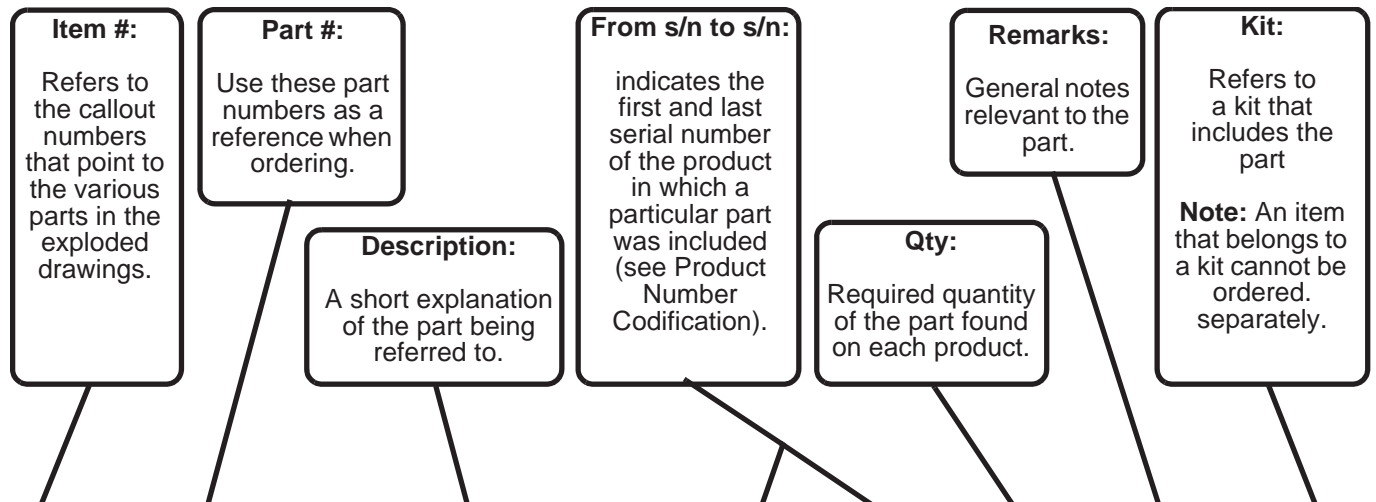 Item #:
Refers to
the callout
numbers
that point to
the various
parts in the
exploded
drawings.
Part #:
Use these part
numbers as a
reference when
ordering.
Description:
A short explanation
of the part being
referred to.
From s/n to s/n:
indicates the
first and last
serial number
of the product
in which a
particular part
was included
(see Product
Number
Codification).
Qty:
Required quantity
of the part found
on each product.
Remarks:
General notes
relevant to the
part.
Kit:
Refers to
a kit that
includes the
part
Note: An item
that belongs to
a kit cannot be
ordered.
separately.